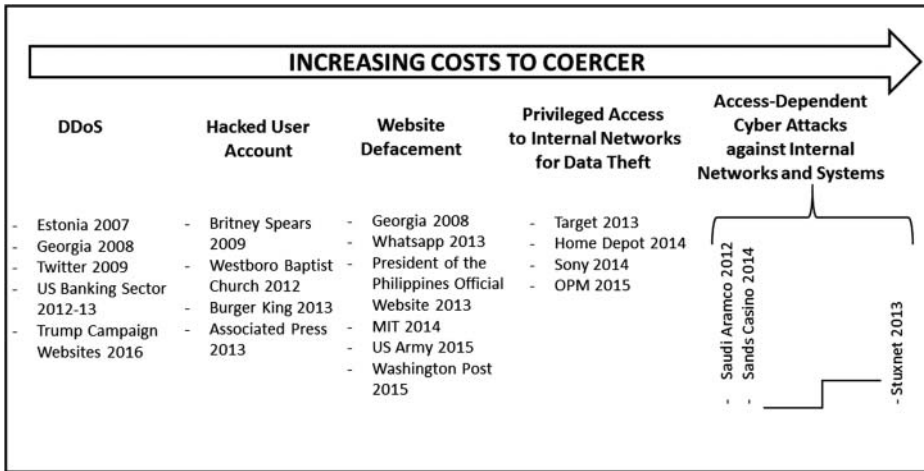 INCREASING COSTS TO COERCER
DDoS
- Estonia 2007
- Georgia 2008
- Twitter 2009
- US Banking Sector
2012-13
- Trump Campaign
Websites 2016
Hacked User
Account
- Britney Spears
2009
- Westboro Baptist
Church 2012
- Burger King 2013
- Associated Press
2013
Website
Defacement
- Georgia 2008
- Whatsapp 2013
- President of the
Philippines Official
Website 2013
- MIT 2014
- US Army 2015
- Washington Post
2015
Privileged Access
to Internal Networks
for Data Theft
- Target 2013
- Home Depot 2014
- Sony 2014
- OPM 2015
Access-Dependent
Cyber Attacks
against Internal
Networks and Systems
- Saudi Aramco 2012
- Sands Casino 2014
- Stuxnet 2013